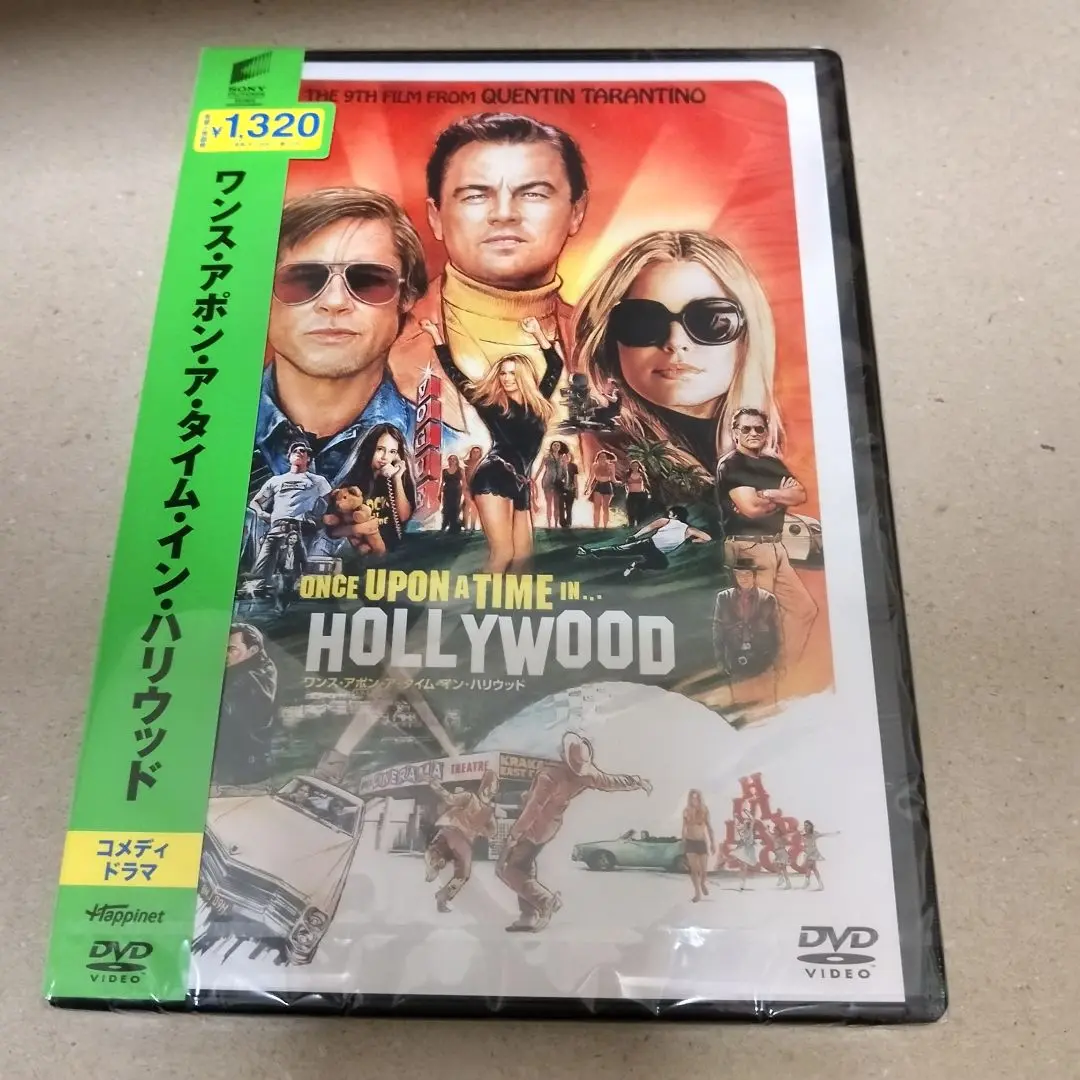 SONY
¥1,320
ワンス・アポン・ア・タイム・イン・ハリウッド
コメディ
ドラマ
Happinet
DVD
VIDEO
THE 9TH FILM FROM QUENTIN TARANTINO
ONCE UPON A TIME IN...
HOLLYWOOD
ワンス・アポン・ア・タイム・イン・ハリウッド
THEATRE
DVD
VIDEO